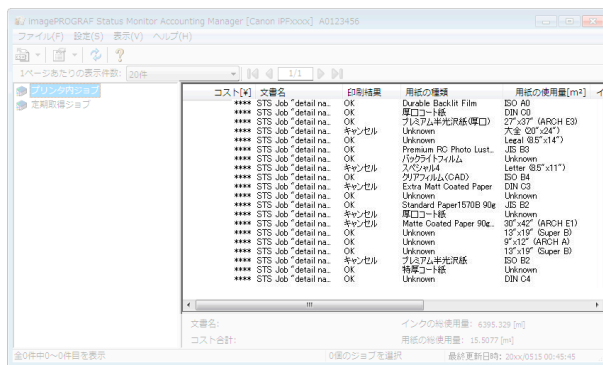 imagePROGRAF Status Monitor Accounting Manager [Canon iPFxxxx] A0123456
ファイル(F) 設定(S) 表示(V) ヘルプ(H)
1ページあたりの表示件数: 20件 1/1
プリンタ内ジョブ
定期取得ジョブ
コスト[¥] 文書名 印刷結果 用紙の種類 用紙の使用量[m²] イ
**** STS Job "detail na... OK Durable Backlit Film ISO A0
**** STS Job "detail na... OK 厚口コート紙 DIN C0
**** STS Job "detail na... OK プレミアム半光沢紙(厚口) 27"x37" (ARCH E3)
**** STS Job "detail na... キャンセル Unknown 大全 (20"x24")
**** STS Job "detail na... OK Unknown Legal (8.5"x14")
**** STS Job "detail na... OK Premium RC Photo Lust... JIS B3
**** STS Job "detail na... OK バックライトフィルム Unknown
**** STS Job "detail na... キャンセル スペシャル4 Letter (8.5"x11")
**** STS Job "detail na... OK クリアフィルム(CAD) ISO B4
**** STS Job "detail na... キャンセル Extra Matt Coated Paper DIN C3
**** STS Job "detail na... OK Unknown Unknown
**** STS Job "detail na... OK Standard Paper1570B 90g JIS B2
**** STS Job "detail na... キャンセル 厚口コート紙 Unknown
**** STS Job "detail na... キャンセル Matte Coated Paper 90g... 30"x42" (ARCH E1)
**** STS Job "detail na... OK Unknown 13"x19" (Super B)
**** STS Job "detail na... OK Unknown 9"x12" (ARCH A)
**** STS Job "detail na... OK Unknown 13"x19" (Super B)
**** STS Job "detail na... キャンセル プレミアム半光沢紙 ISO B2
**** STS Job "detail na... OK 特厚コート紙 Unknown
**** STS Job "detail na... OK Unknown DIN C4
文書名: インクの総使用量: 6395.329 [ml]
コスト合計: 用紙の総使用量: 15.5077 [m²]
全0件中0～0件目を表示 0個のジョブを選択 最終更新日時: 20xx/0515 00:45:45